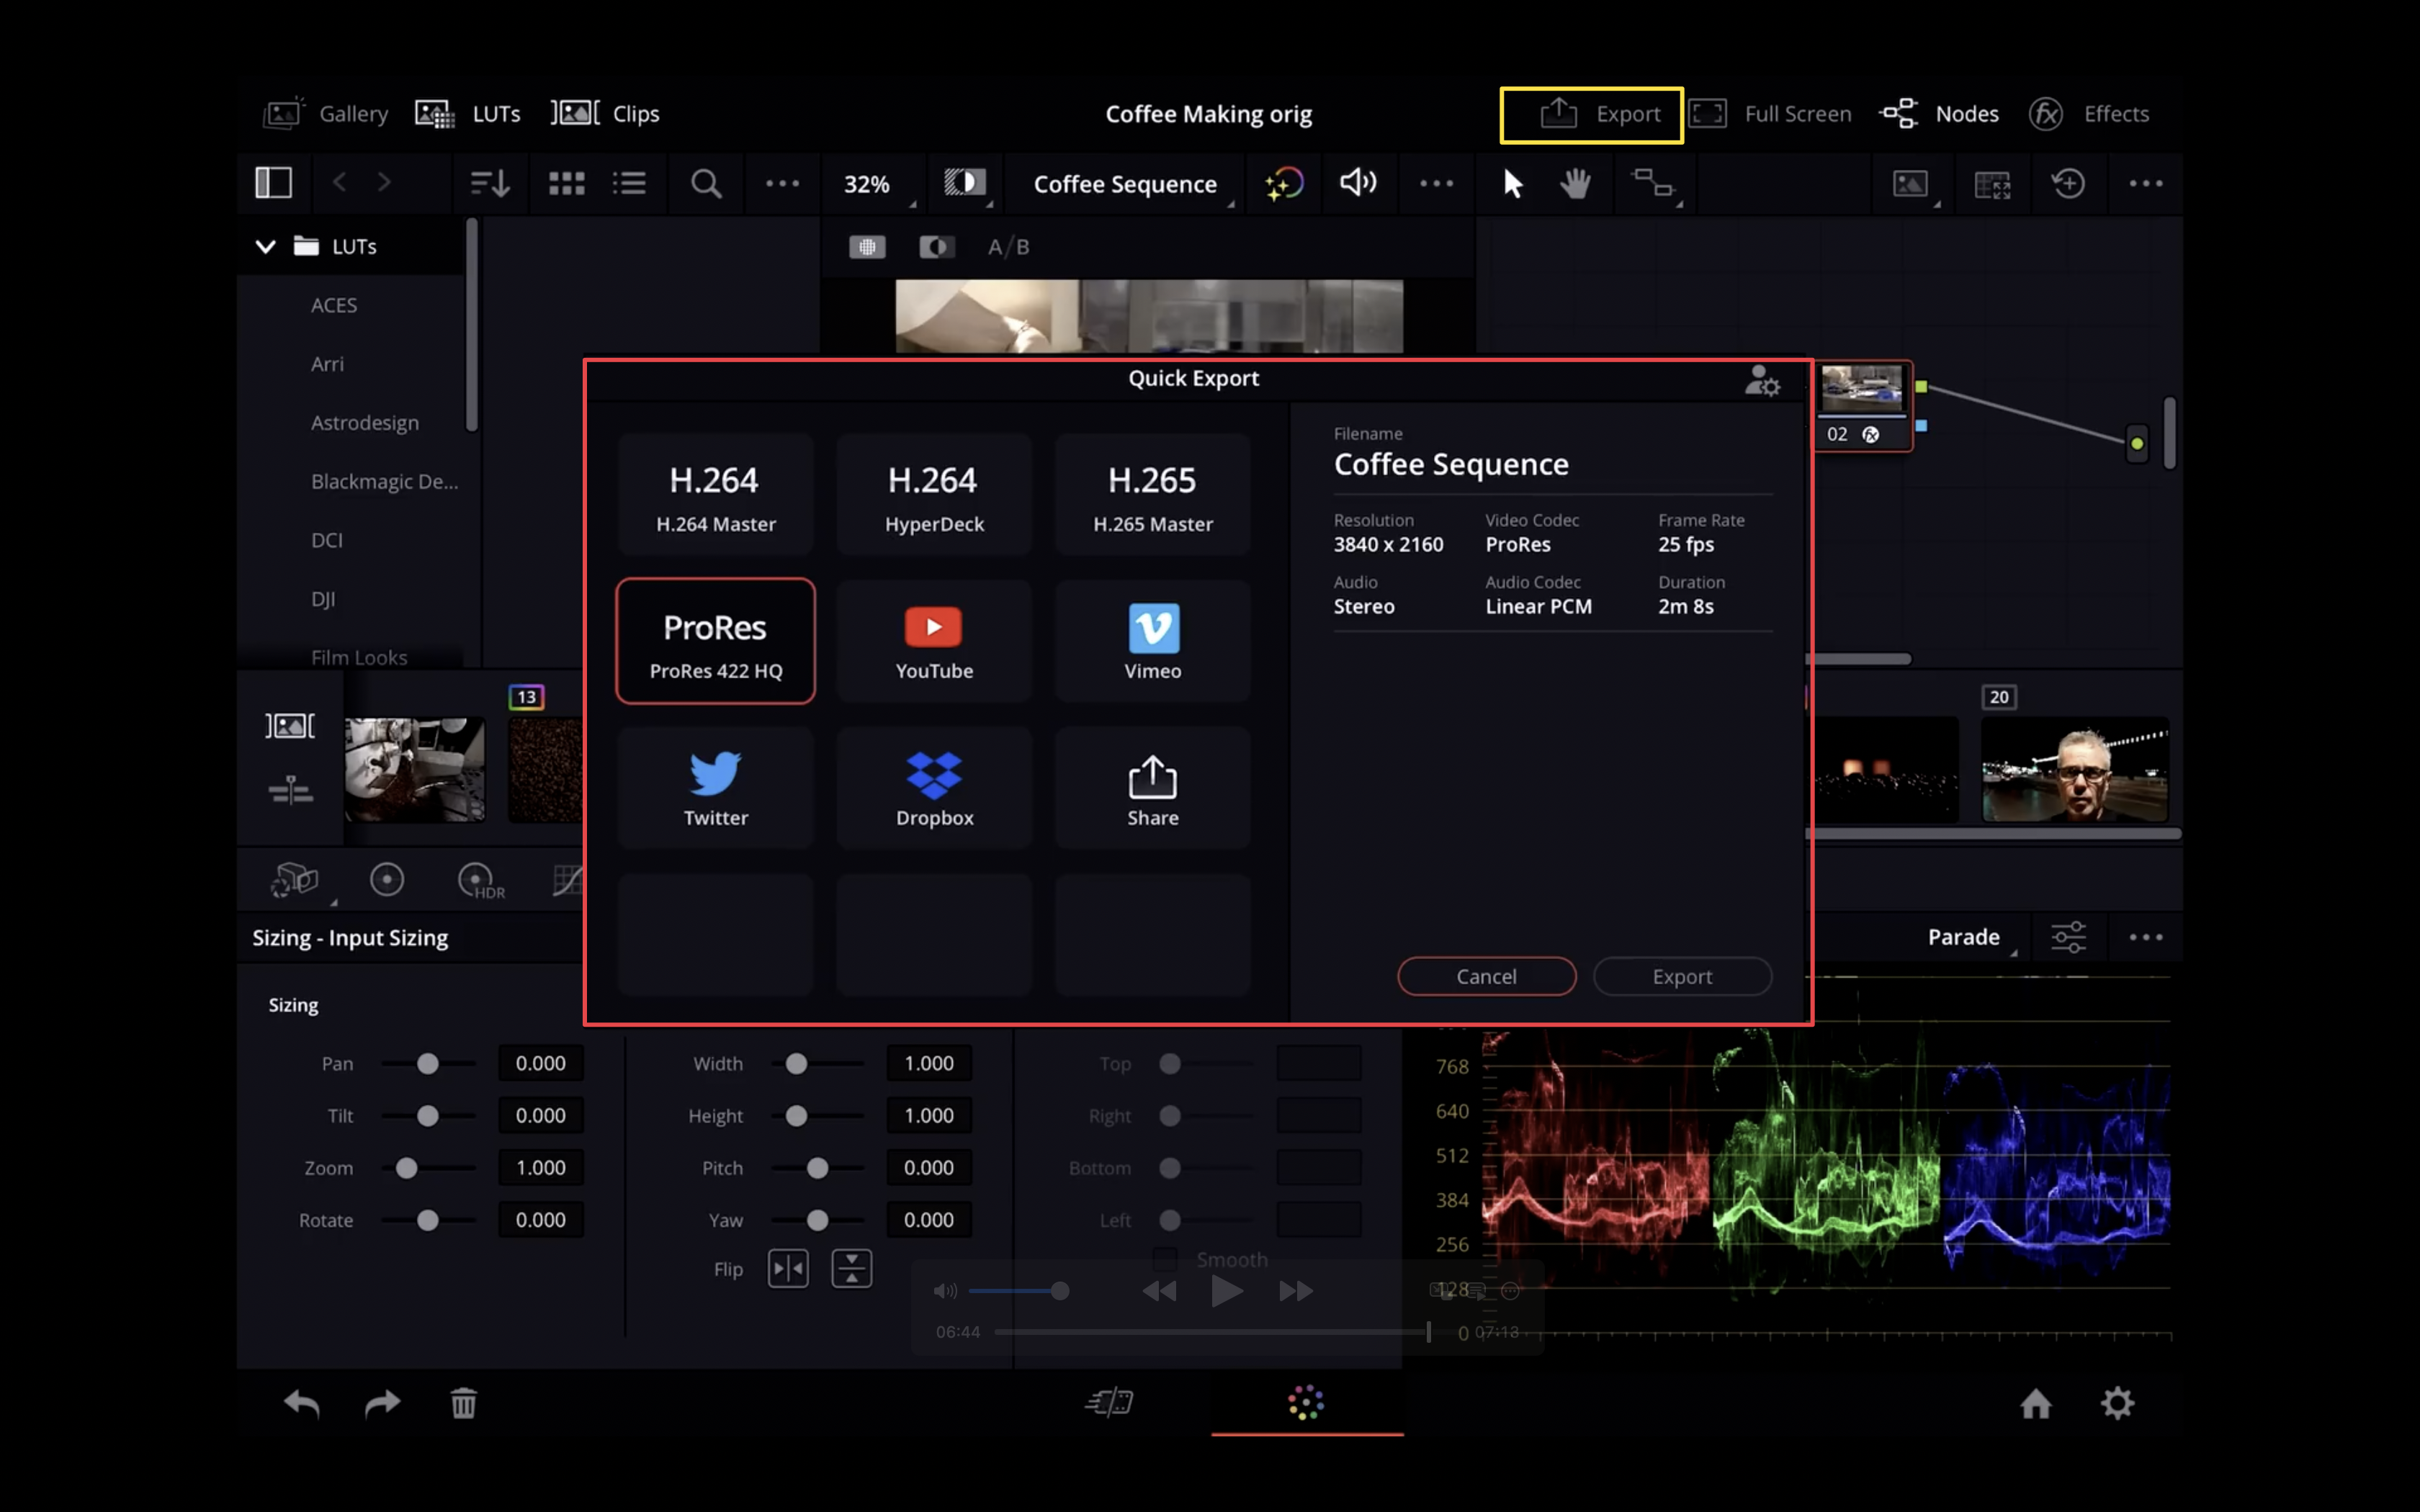 Gallery LUTs Clips Coffee Making orig Export Full Screen Nodes fx Effects
32% Coffee Sequence
LUTs A/B
ACES
Arri
Astrodesign
Blackmagic De...
DCI
DJI
Film Looks
Quick Export
H.264
H.264 Master
H.264
HyperDeck
H.265
H.265 Master
ProRes
ProRes 422 HQ
YouTube
Vimeo
Twitter
Dropbox
Share
Filename
Coffee Sequence
Resolution Video Codec Frame Rate
3840 x 2160 ProRes 25 fps
Audio Audio Codec Duration
Stereo Linear PCM 2m 8s
Cancel Export
02 fx
13
20
HDR
Sizing - Input Sizing
Parade
Sizing
Pan 0.000 Width 1.000 Top
Tilt 0.000 Height 1.000 Right
Zoom 1.000 Pitch 0.000 Bottom
Rotate 0.000 Yaw 0.000 Left
Flip Smooth
768
640
512
384
256
128
0
06:44 07:13